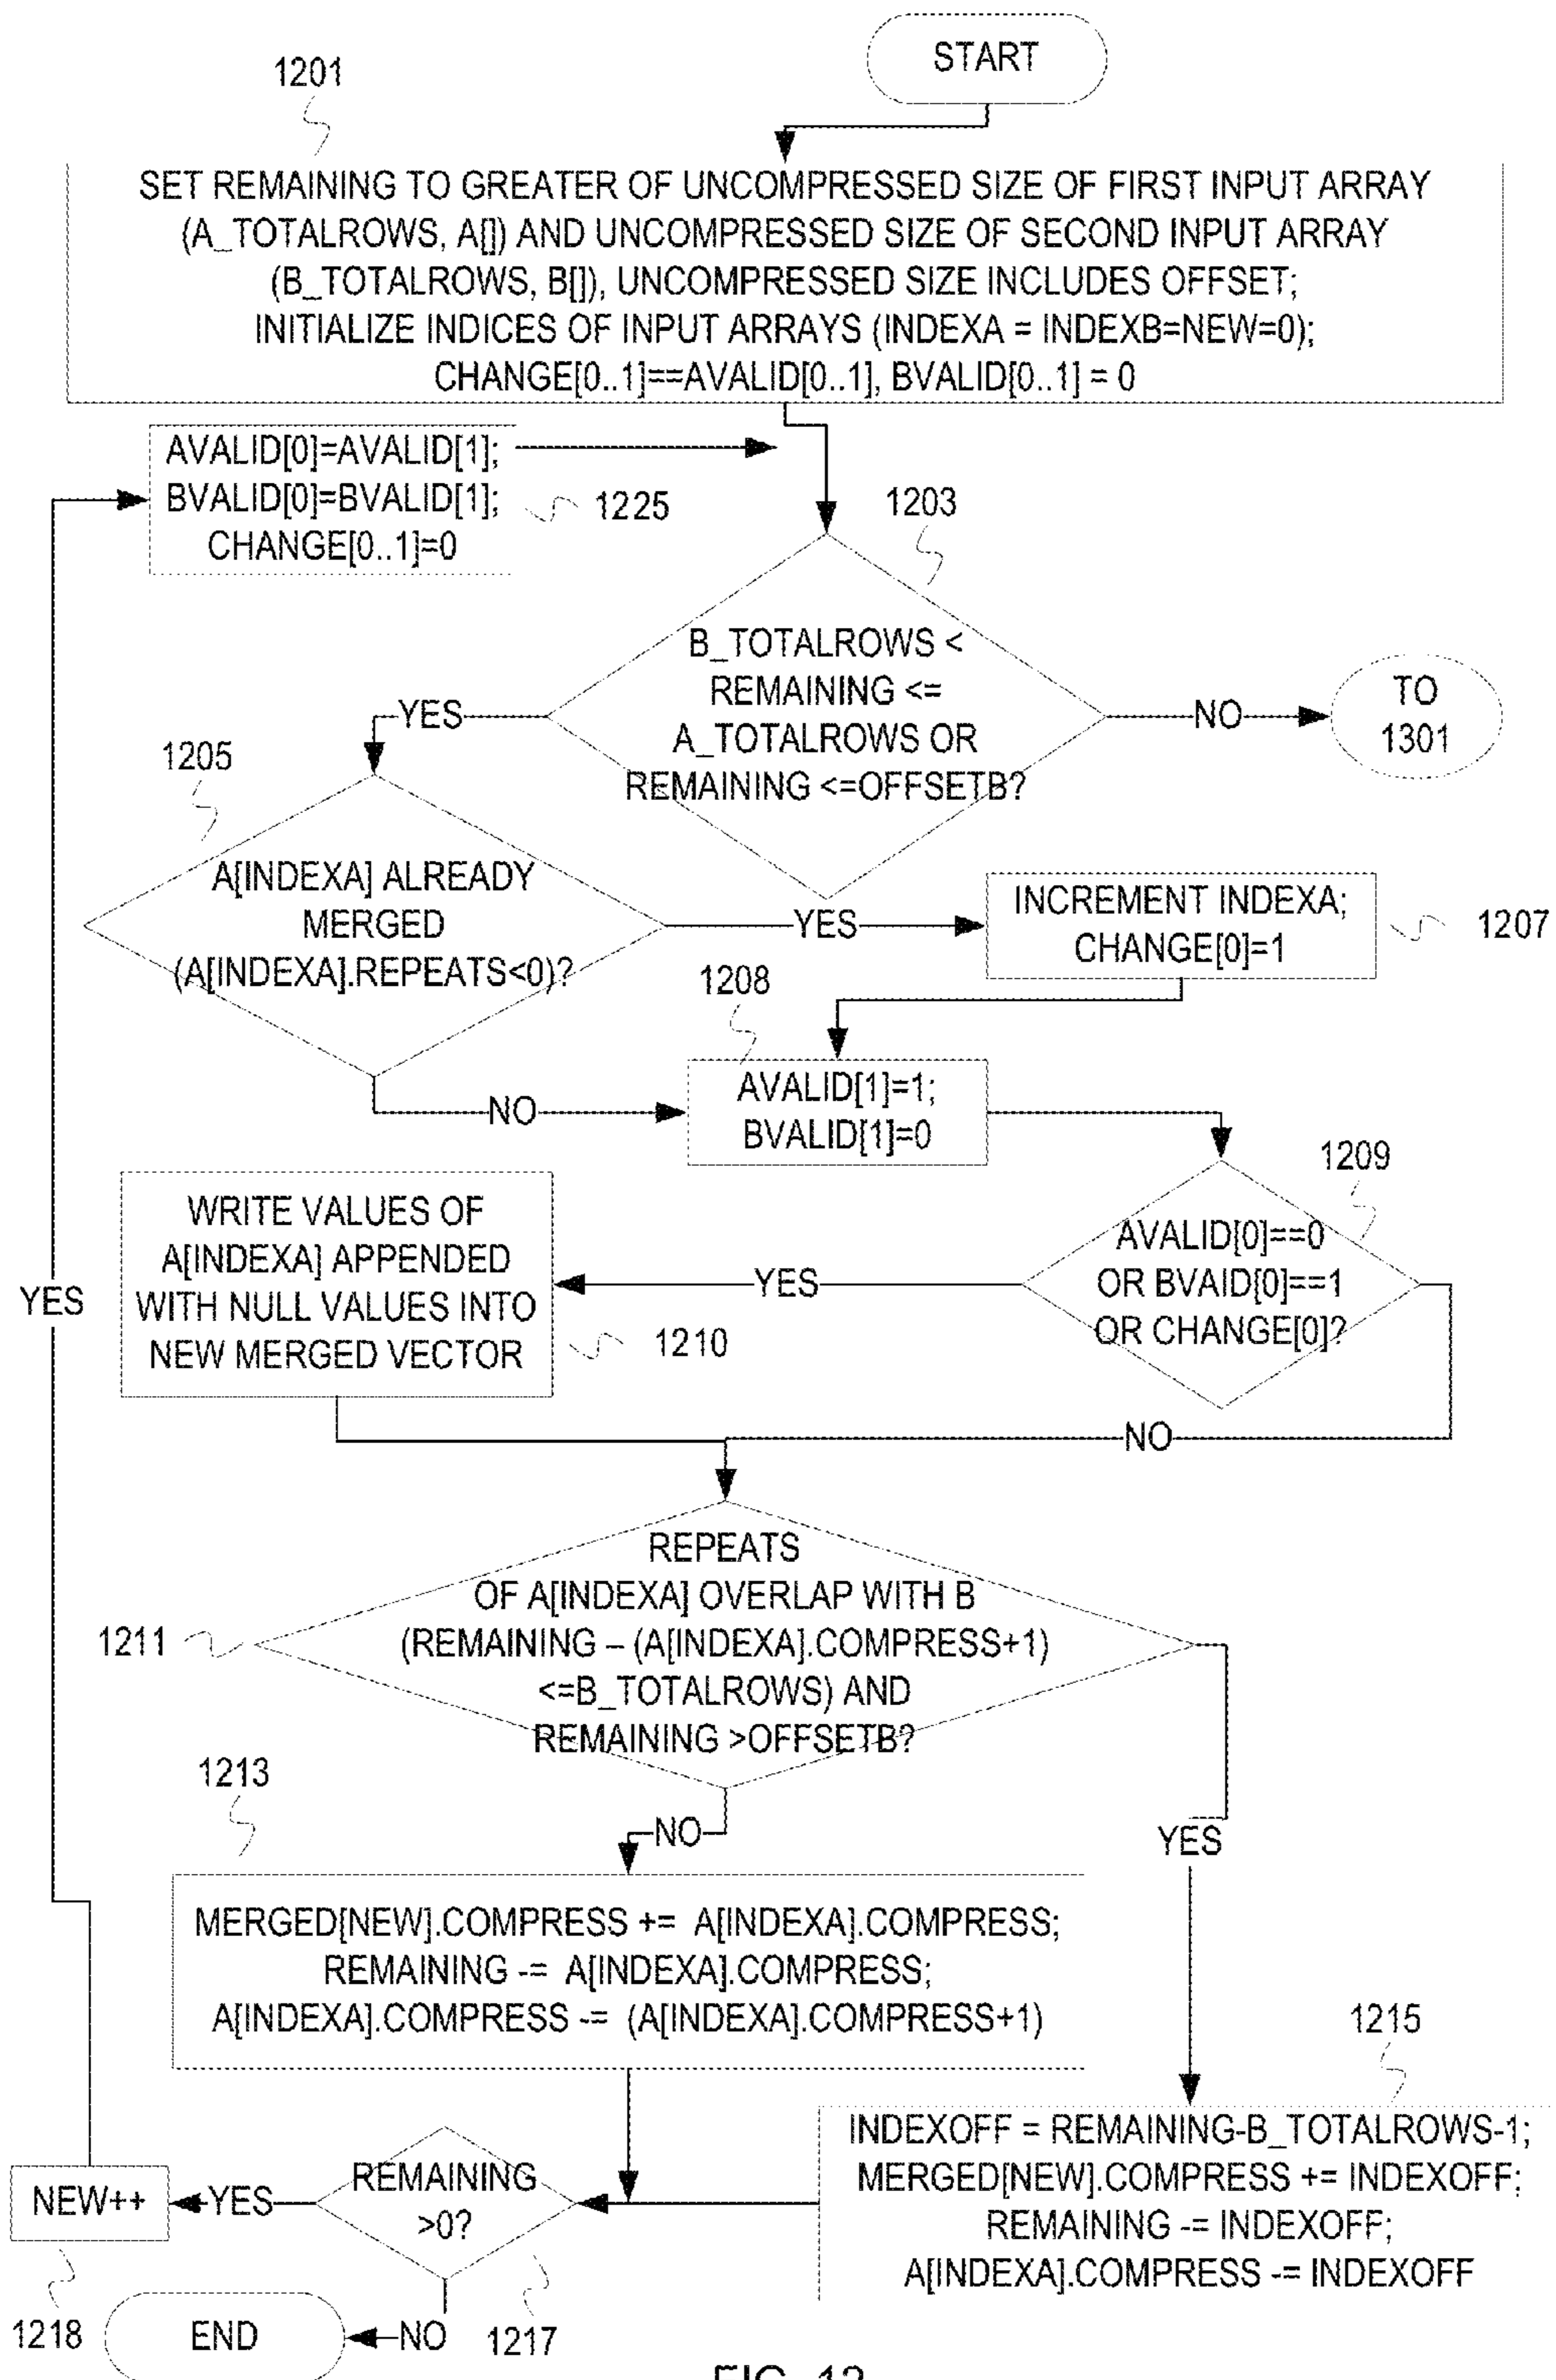 START
1201
SET REMAINING TO GREATER OF UNCOMPRESSED SIZE OF FIRST INPUT ARRAY
(A_TOTALROWS, A[]) AND UNCOMPRESSED SIZE OF SECOND INPUT ARRAY
(B_TOTALROWS, B[]), UNCOMPRESSED SIZE INCLUDES OFFSET;
INITIALIZE INDICES OF INPUT ARRAYS (INDEXA = INDEXB=NEW=0);
CHANGE[0..1]==AVALID[0..1], BVALID[0..1] = 0
AVALID[0]=AVALID[1];
BVALID[0]=BVALID[1];
CHANGE[0..1]=0
1225
1203
B_TOTALROWS <
REMAINING <=
A_TOTALROWS OR
REMAINING <=OFFSETB?
YES
NO
TO
1301
1205
A[INDEXA] ALREADY
MERGED
(A[INDEXA].REPEATS<0)?
YES
INCREMENT INDEXA;
CHANGE[0]=1
1207
1208
NO
AVALID[1]=1;
BVALID[1]=0
1209
AVALID[0]==0
OR BVAID[0]==1
OR CHANGE[0]?
YES
WRITE VALUES OF
A[INDEXA] APPENDED
WITH NULL VALUES INTO
NEW MERGED VECTOR
1210
YES
NO
REPEATS
OF A[INDEXA] OVERLAP WITH B
(REMAINING – (A[INDEXA].COMPRESS+1)
<=B_TOTALROWS) AND
REMAINING >OFFSETB?
1211
1213
NO
YES
MERGED[NEW].COMPRESS += A[INDEXA].COMPRESS;
REMAINING -= A[INDEXA].COMPRESS;
A[INDEXA].COMPRESS -= (A[INDEXA].COMPRESS+1)
1215
INDEXOFF = REMAINING-B_TOTALROWS-1;
MERGED[NEW].COMPRESS += INDEXOFF;
REMAINING -= INDEXOFF;
A[INDEXA].COMPRESS -= INDEXOFF
REMAINING
>0?
YES
NEW++
1218
NO
1217
END
FIG. 12